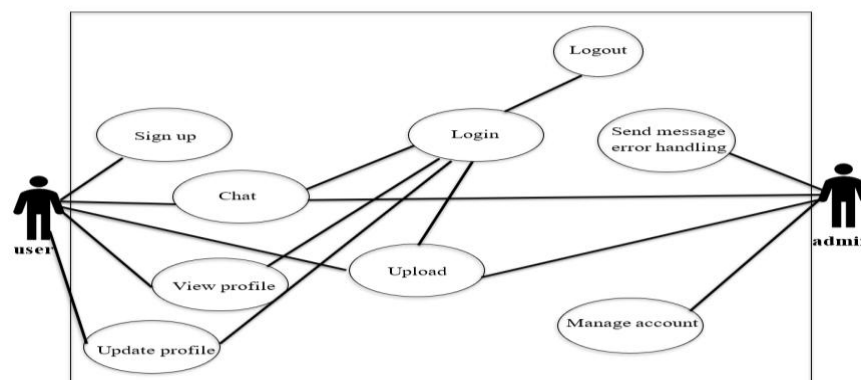 Logout
Sign up
Login
Send message
error handling
Chat
user
admin
Upload
View profile
Manage account
Update profile